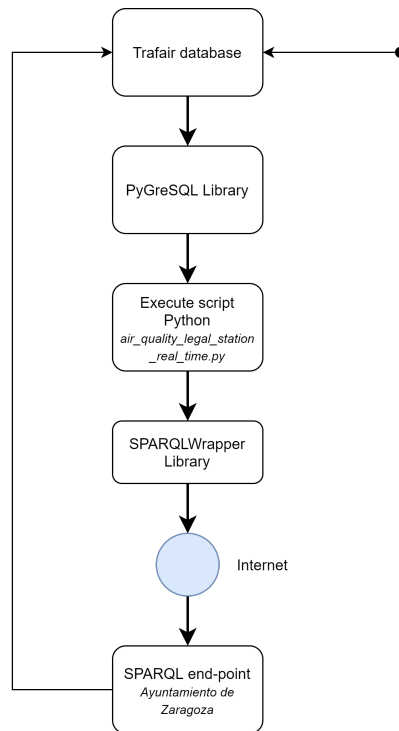 Trafair database
PyGreSQL Library
Execute script
Python
air_quality_legal_station
_real_time.py
SPARQLWrapper
Library
Internet
SPARQL end-point
Ayuntamiento de
Zaragoza